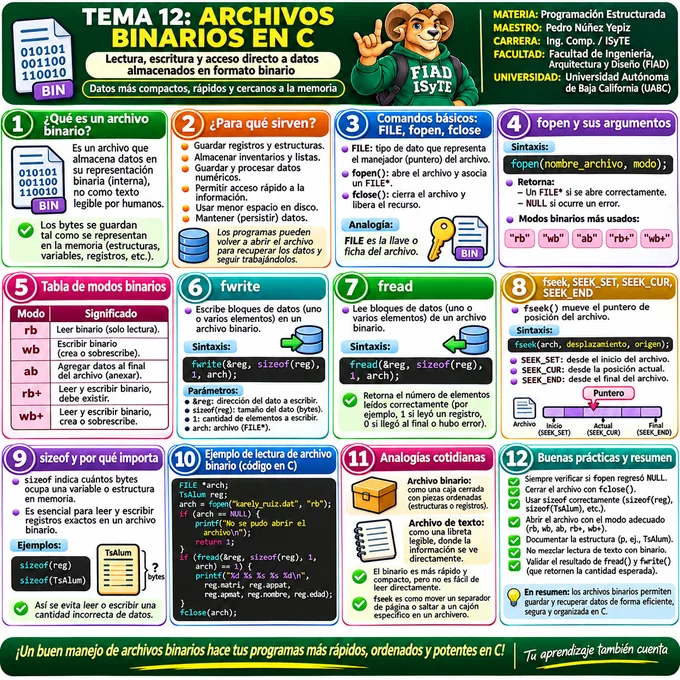 TEMA 12: ARCHIVOS
BINARIOS EN C
Lectura, escritura y acceso directo a datos
almacenados en formato binario
Datos más compactos, rápidos y cercanos a la memoria
010101
001100
110010
BIN
FIAD
ISyTE
MATERIA: Programación Estructurada
MAESTRO: Pedro Núñez Yepiz
CARRERA: Ing. Comp. / ISyTE
FACULTAD: Facultad de Ingeniería,
Arquitectura y Diseño (FIAD)
UNIVERSIDAD: Universidad Autónoma
de Baja California (UABC)
1 ¿Qué es un archivo
binario?
010101
001100
110010
BIN
Es un archivo que
almacena datos en
su representación
binaria (interna),
no como texto
legible por humanos.
Los bytes se guardan
tal como se representan
en la memoria (estructuras,
variables, registros, etc.).
2 ¿Para qué sirven?
Guardar registros y estructuras.
Almacenar inventarios y listas.
Guardar y procesar datos
numéricos.
Permitir acceso rápido a la
información.
Usar menor espacio en disco.
Mantener (persistir) datos.
Los programas pueden
volver a abrir el archivo
para recuperar los datos y
seguir trabajándolos.
3 Comandos básicos:
FILE, fopen, fclose
FILE: tipo de dato que representa
el manejador (puntero) del archivo.
fopen(): abre el archivo y asocia
un FILE*.
fclose(): cierra el archivo y
libera el recurso.
Analogía:
FILE es la llave o
ficha del archivo.
BIN
4 fopen y sus argumentos
Sintaxis:
fopen(nombre_archivo, modo);
Retorna:
– Un FILE* si se abre correctamente.
– NULL si ocurre un error.
Modos binarios más usados:
"rb" "wb" "ab" "rb+" "wb+"
5 Tabla de modos binarios
Modo Significado
rb Leer binario (solo lectura).
wb Escribir binario
(crea o sobrescribe).
ab Agregar datos al final
del archivo (anexar).
rb+ Leer y escribir binario,
debe existir.
wb+ Leer y escribir binario,
crea o sobrescribe.
6 fwrite
Escribe bloques de datos (uno
o varios elementos) en un
archivo binario.
Sintaxis:
fwrite(&reg, sizeof(reg),
1, arch);
Parámetros:
&reg: dirección del dato a escribir.
sizeof(reg): tamaño del dato (bytes).
1: cantidad de elementos a escribir.
arch: archivo (FILE*).
7 fread
Lee bloques de datos (uno
o varios elementos) de un
archivo binario.
Sintaxis:
fread(&reg, sizeof(reg),
1, arch);
Retorna el número de elementos
leídos correctamente (por
ejemplo, 1 si leyó un registro,
0 si llegó al final o hubo error).
8 fseek, SEEK_SET, SEEK_CUR,
SEEK_END
fseek() mueve el puntero de
posición del archivo.
Sintaxis:
fseek(arch, desplazamiento, origen);
SEEK_SET: desde el inicio del archivo.
SEEK_CUR: desde la posición actual.
SEEK_END: desde el final del archivo.
Puntero
Archivo
Inicio Actual Final
(SEEK_SET) (SEEK_CUR) (SEEK_END)
9 sizeof y por qué importa
sizeof indica cuántos bytes
ocupa una variable o estructura
en memoria.
Es esencial para leer y escribir
registros exactos en un archivo
binario.
Ejemplos:
sizeof(reg)
sizeof(TsAlum)
TsAlum
?
bytes
Así se evita leer o escribir una
cantidad incorrecta de datos.
10 Ejemplo de lectura de archivo
binario (código en C)
FILE *arch;
TsAlum reg;
arch = fopen("karely_ruiz.dat", "rb");
if (arch == NULL) {
printf("No se pudo abrir el
archivo\n");
return 1;
}
if (fread(&reg, sizeof(reg), 1,
arch) == 1) {
printf("%d %s %s %s %d\n",
reg.matri, reg.appat,
reg.apmat, reg.nombre, reg.edad);
}
fclose(arch);
11 Analogías cotidianas
Archivo binario:
como una caja cerrada
con piezas ordenadas
(estructuras o registros).
Archivo de texto:
como una libreta
legible, donde la
información se ve
directamente.
El binario es más rápido y
compacto, pero no es fácil de
leer directamente.
fseek es como mover un separador
de página o saltar a un cajón
específico en un archivero.
12 Buenas prácticas y resumen
Siempre verificar si fopen regresó NULL.
Cerrar el archivo con fclose().
Usar sizeof correctamente (sizeof(reg),
sizeof(TsAlum), etc.).
Abrir el archivo con el modo adecuado
(rb, wb, ab, rb+, wb+).
Documentar la estructura (p. ej., TsAlum).
No mezclar lectura de texto con binario.
Validar el resultado de fread() y fwrite()
(que retornen la cantidad esperada).
En resumen: los archivos binarios permiten
guardar y recuperar datos de forma eficiente,
segura y organizada en C.
¡Un buen manejo de archivos binarios hace tus programas más rápidos, ordenados y potentes en C!
Tu aprendizaje también cuenta